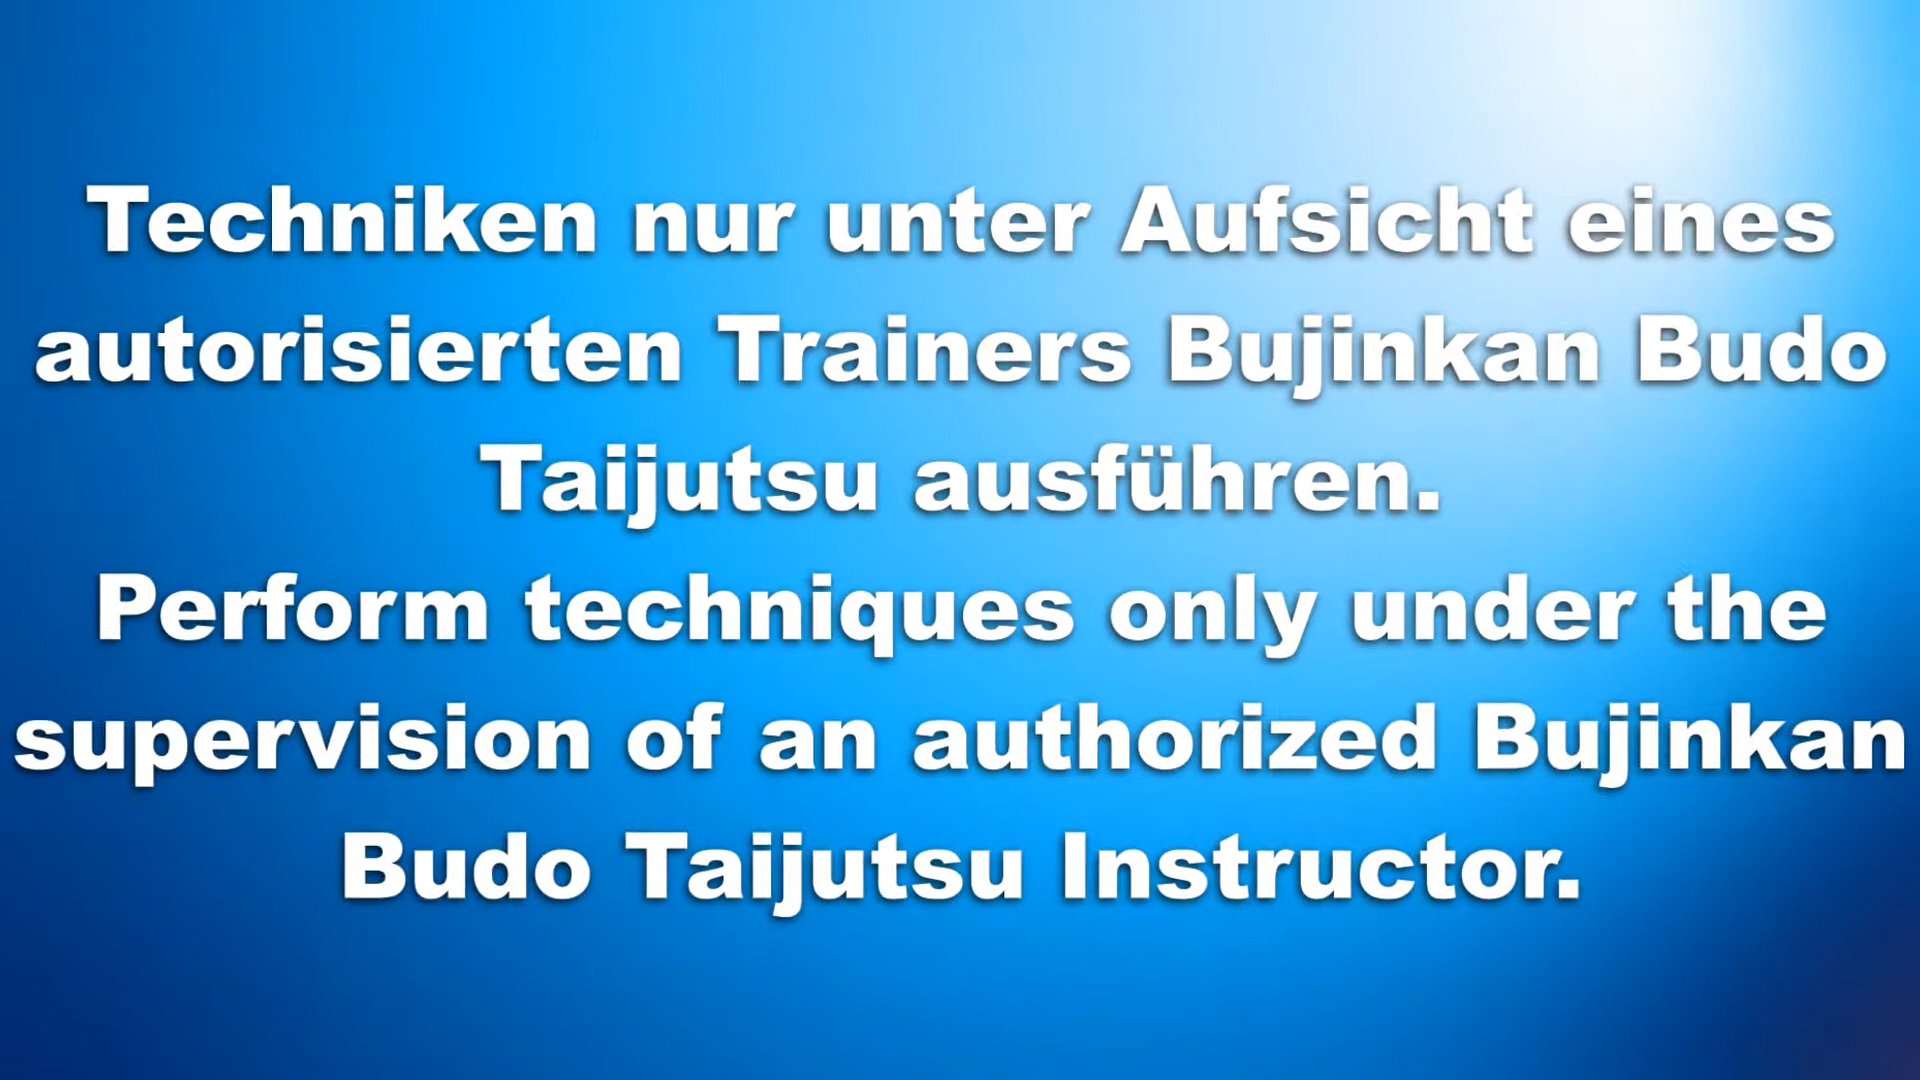 Techniken nur unter Aufsicht eines
autorisierten Trainers Bujinkan Budo
Taijutsu ausführen.
Perform techniques only under the
supervision of an authorized Bujinkan
Budo Taijutsu Instructor.